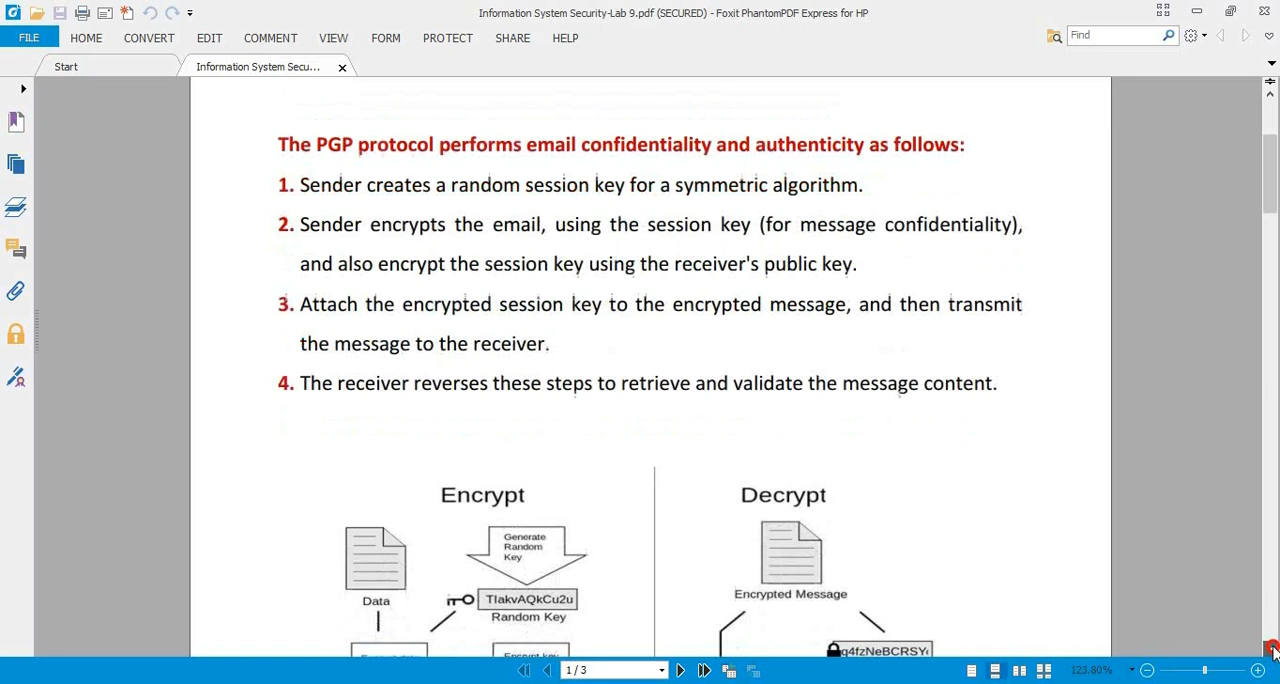 Information System Security-Lab 9.pdf (SECURED) - Foxit PhantomPDF Express for HP
FILE HOME CONVERT EDIT COMMENT VIEW FORM PROTECT SHARE HELP
Find
Start
Information System Secu...
The PGP protocol performs email confidentiality and authenticity as follows:
1. Sender creates a random session key for a symmetric algorithm.
2. Sender encrypts the email, using the session key (for message confidentiality),
and also encrypt the session key using the receiver's public key.
3. Attach the encrypted session key to the encrypted message, and then transmit
the message to the receiver.
4. The receiver reverses these steps to retrieve and validate the message content.
Encrypt
Decrypt
Generate
Random
Key
Data
TIakvAQkCu2u
Random Key
Encrypted Message
q4fzNeBCRSY
1 / 3
123.80%